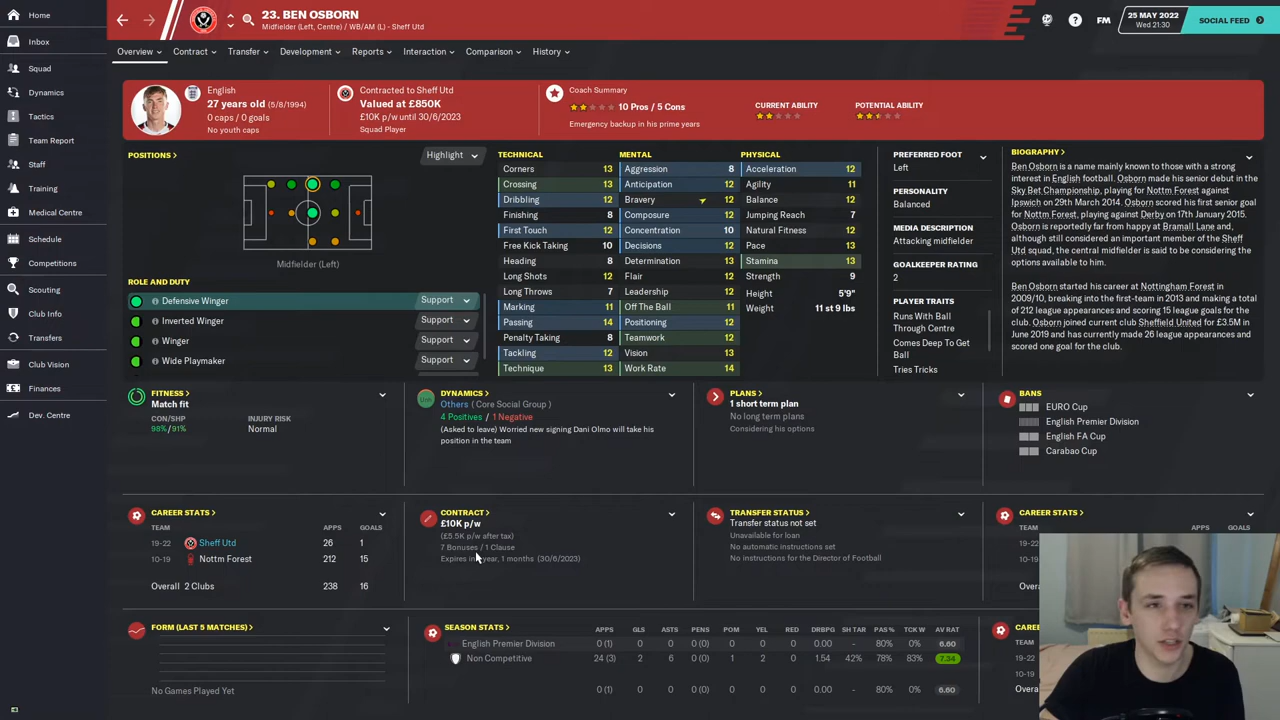 Home
Inbox
Squad
Dynamics
Tactics
Team Report
Staff
Training
Medical Centre
Schedule
Competitions
Scouting
Club Info
Transfers
Club Vision
Finances
Dev. Centre
23. BEN OSBORN
Midfielder (Left, Centre) / WB/AM (L) - Sheff Utd
FM
25 MAY 2022
Wed 21:30
SOCIAL FEED
Overview
Contract
Transfer
Development
Reports
Interaction
Comparison
History
English
27 years old (5/8/1994)
0 caps / 0 goals
No youth caps
Contracted to Sheff Utd
Valued at £850K
£10K p/w until 30/6/2023
Squad Player
Coach Summary
10 Pros / 5 Cons
Emergency backup in his prime years
CURRENT ABILITY
POTENTIAL ABILITY
POSITIONS
Highlight
Midfielder (Left)
ROLE AND DUTY
Defensive Winger Support
Inverted Winger Support
Winger Support
Wide Playmaker Support
TECHNICAL
Corners 13
Crossing 13
Dribbling 12
Finishing 8
First Touch 12
Free Kick Taking 10
Heading 8
Long Shots 12
Long Throws 7
Marking 11
Passing 14
Penalty Taking 8
Tackling 12
Technique 13
MENTAL
Aggression 8
Anticipation 12
Bravery 12
Composure 12
Concentration 10
Decisions 12
Determination 13
Flair 12
Leadership 12
Off The Ball 11
Positioning 12
Teamwork 12
Vision 13
Work Rate 14
PHYSICAL
Acceleration 12
Agility 11
Balance 12
Jumping Reach 7
Natural Fitness 12
Pace 13
Stamina 13
Strength 9
Height 5'9"
Weight 11 st 9 lbs
PREFERRED FOOT
Left
PERSONALITY
Balanced
MEDIA DESCRIPTION
Attacking midfielder
GOALKEEPER RATING
2
PLAYER TRAITS
Runs With Ball
Through Centre
Comes Deep To Get
Ball
Tries Tricks
BIOGRAPHY
Ben Osborn is a name mainly known to those with a strong
interest in English football. Osborn made his senior debut in the
Sky Bet Championship, playing for Nottm Forest against
Ipswich on 29th March 2014. Osborn scored his first senior goal
for Nottm Forest, playing against Derby on 17th January 2015.
Osborn is reportedly far from happy at Bramall Lane and,
although still considered an important member of the Sheff
Utd squad, the central midfielder is said to be considering the
options available to him.
Ben Osborn started his career at Nottingham Forest in
2009/10, breaking into the first-team in 2013 and making a total
of 212 league appearances and scoring 15 league goals for the
club. Osborn joined current club Sheffield United for £3.5M in
June 2019 and has currently made 26 league appearances and
scored one goal for the club.
FITNESS
Match fit
CON/SHP
98%/91%
INJURY RISK
Normal
DYNAMICS
Others ( Core Social Group )
4 Positives / 1 Negative
(Asked to leave) Worried new signing Dani Olmo will take his
position in the team
PLANS
1 short term plan
No long term plans
Considering his options
BANS
EURO Cup
English Premier Division
English FA Cup
Carabao Cup
CAREER STATS
TEAM APPS GOALS
19-22 Sheff Utd 26 1
10-19 Nottm Forest 212 15
Overall 2 Clubs 238 16
CONTRACT
£10K p/w
(£5.5K p/w after tax)
7 Bonuses / 1 Clause
Expires in year, 1 months (30/6/2023)
TRANSFER STATUS
Transfer status not set
Unavailable for loan
No automatic instructions set
No instructions for the Director of Football
CAREER STATS
TEAM APPS GOALS
19-22
10-19
FORM (LAST 5 MATCHES)
No Games Played Yet
SEASON STATS APPS GLS ASTS PENS POM YEL RED DRBPG SH TAR PAS% TCK W AV RAT
English Premier Division 0 (1) 0 0 0 (0) 0 0 0 0.00 - 80% 0% 6.60
Non Competitive 24 (3) 2 6 0 (0) 1 2 0 1.54 42% 78% 83% 7.34
0 (1) 0 0 0 (0) 0 0 0 0.00 - 80% 0% 6.60
TEAM
19-22
10-19